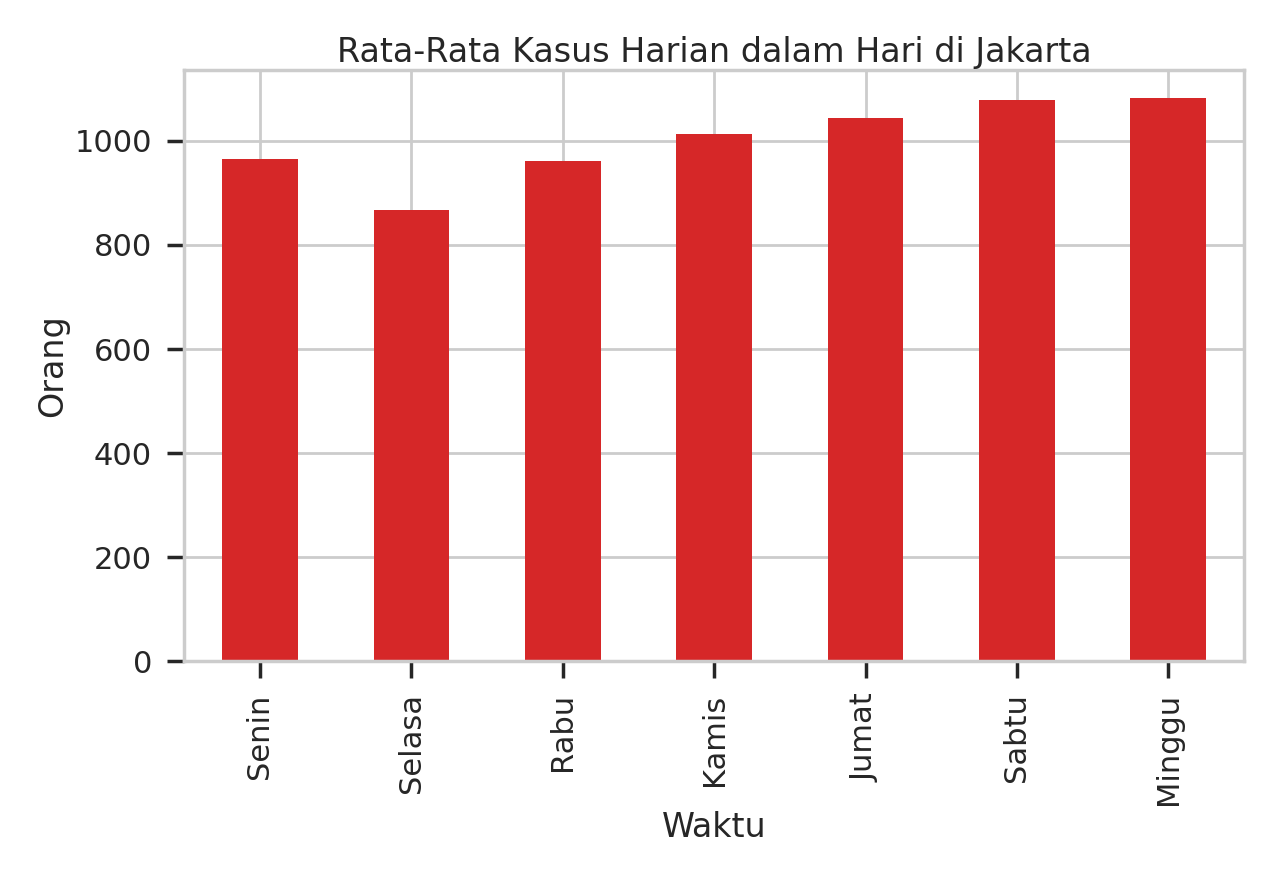 Rata-Rata Kasus Harian dalam Hari di Jakarta
1000
800
600
400
200
0
Orang
Senin
Selasa
Rabu
Kamis
Jumat
Sabtu
Minggu
Waktu